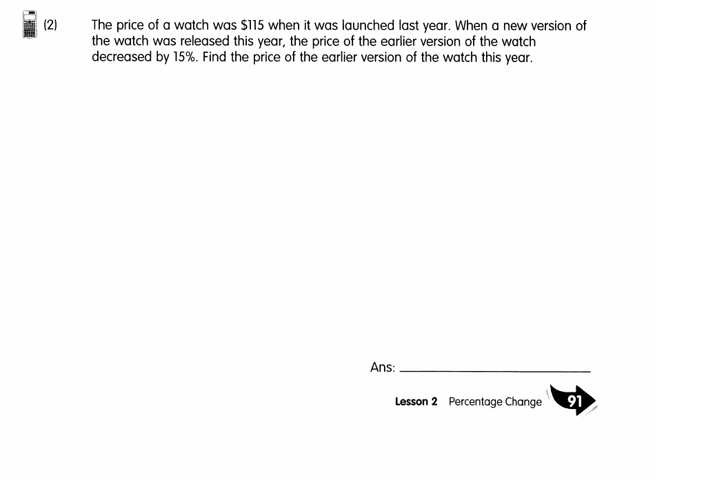 (2) The price of a watch was $115 when it was launched last year. When a new version of
the watch was released this year, the price of the earlier version of the watch
decreased by 15%. Find the price of the earlier version of the watch this year.
Ans:
Lesson 2 Percentage Change 91